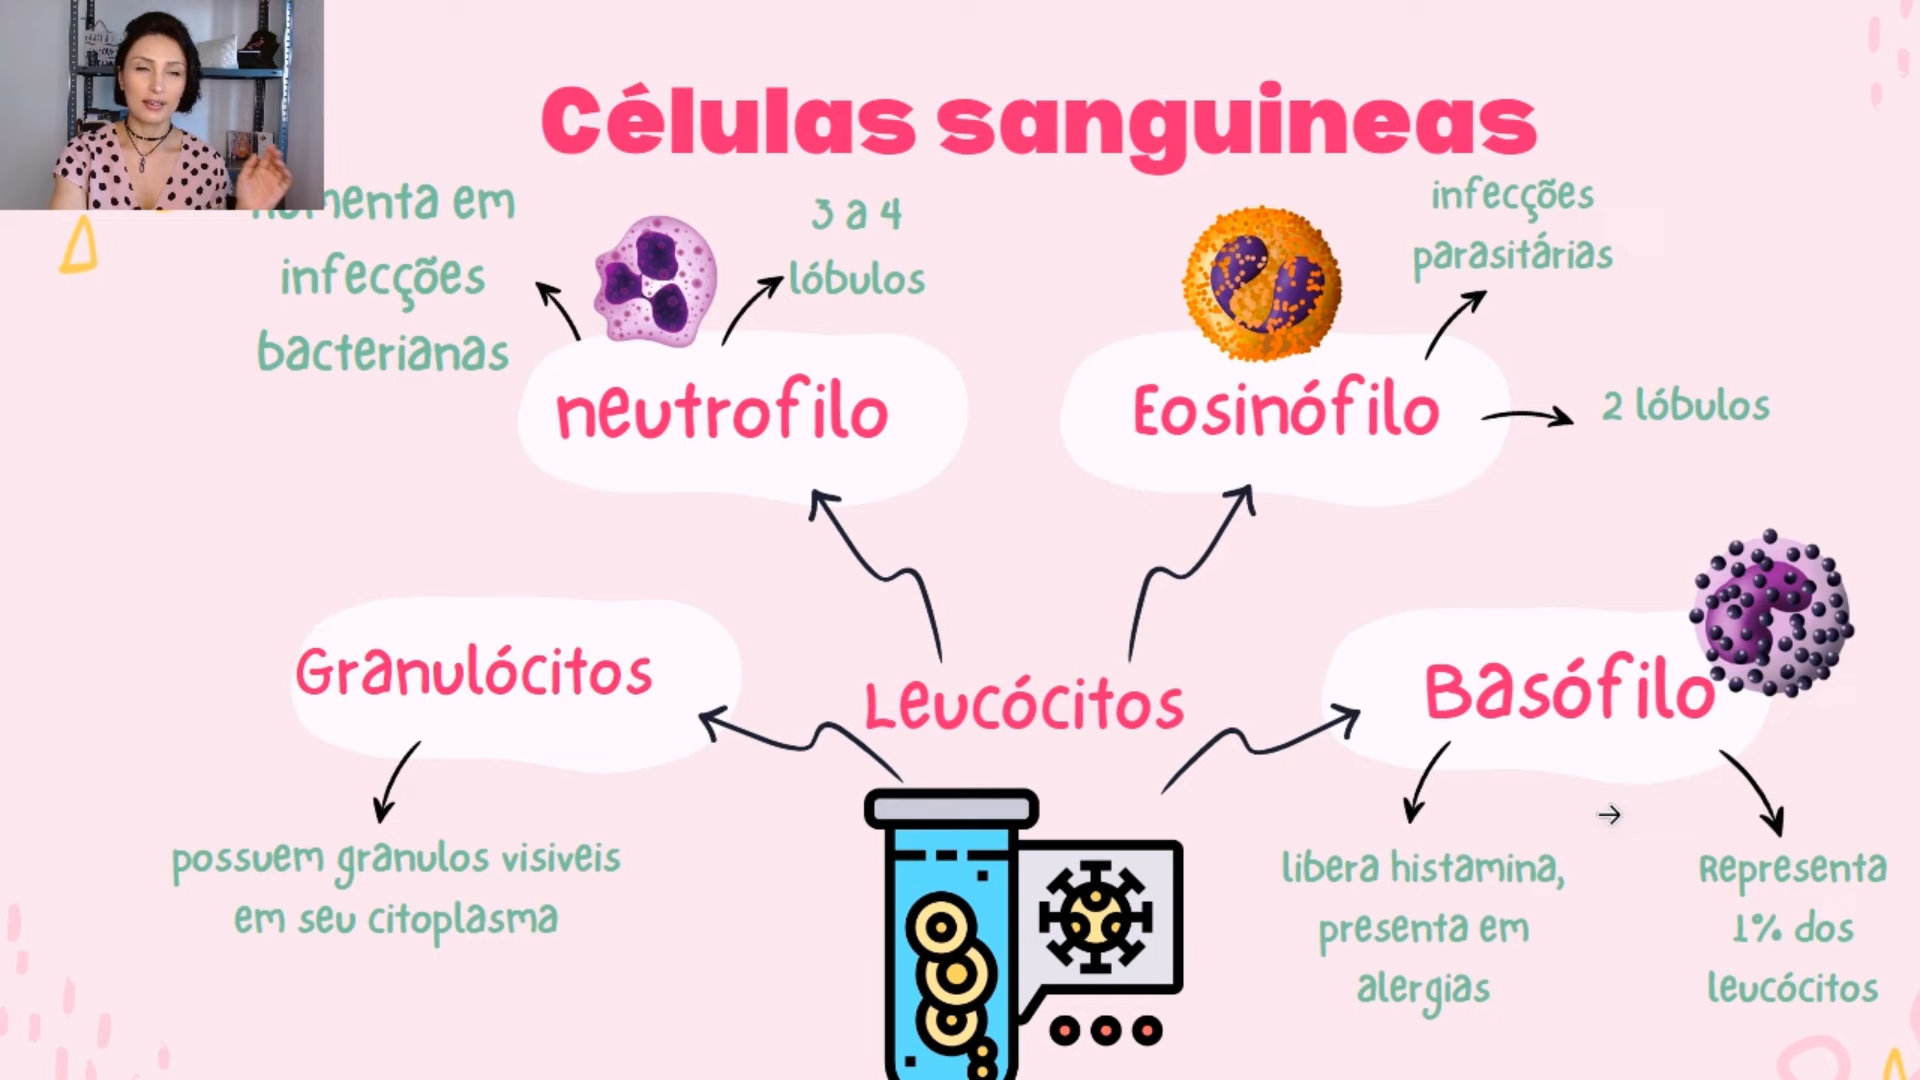 Células sanguineas
aumenta em
infecções
bacterianas
3 a 4
lóbulos
neutrofilo
infecções
parasitárias
Eosinófilo
2 lóbulos
Granulócitos
possuem granulos visiveis
em seu citoplasma
Leucócitos
Basófilo
libera histamina,
presenta em
alergias
Representa
1% dos
leucócitos